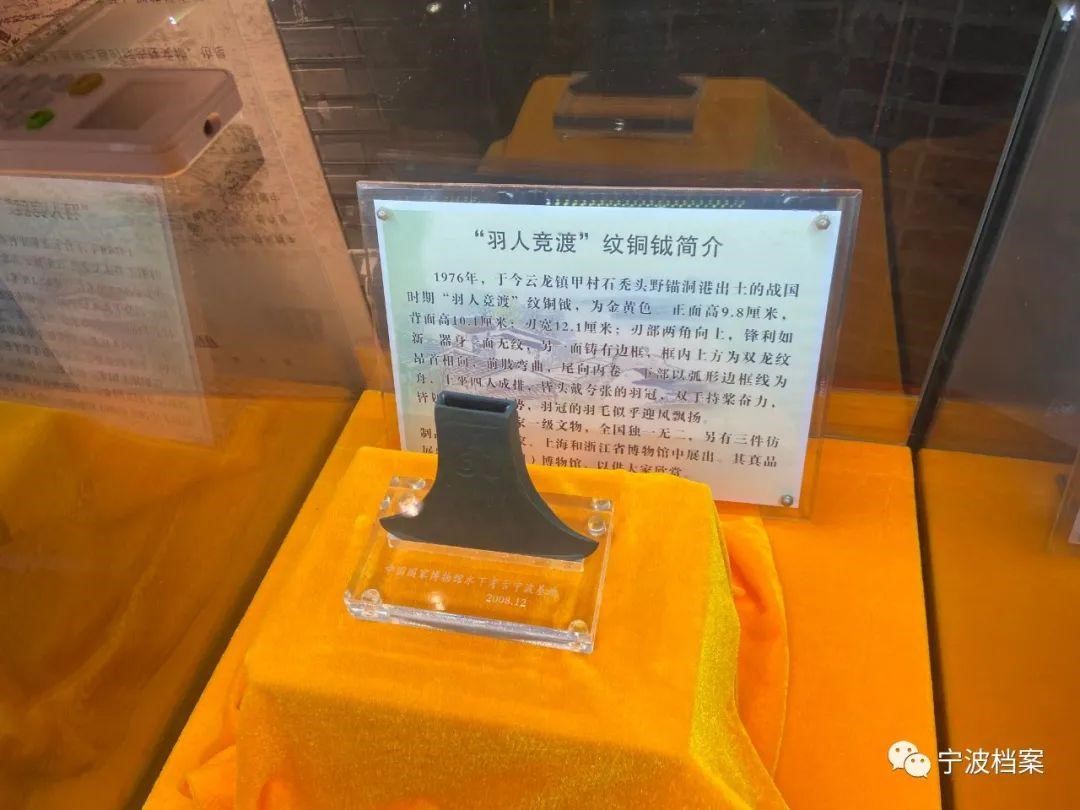 “羽人竞渡”纹铜钺简介
1976年，于今云龙镇甲村石秃头野锚洞港出土的战国
时期“羽人竞渡”纹铜钺，为金黄色 正面高9.8厘米，
背面高10.1厘米；刃宽12.1厘米；刃部两角向上，锋利如
新 器身一面无纹，另一面铸有边框，框内上方为双龙纹
昂首相向，前肢弯曲，尾向内卷 下部以弧形边框线为
舟，上坐四人成排，皆头戴夸张的羽冠，双手持桨奋力，
势，羽冠的羽毛似乎迎风飘扬。
家一级文物，全国独一无二，另有三件仿
制 上海和浙江省博物馆中展出。其真品
博物馆，以供大家欣赏
中国国家博物馆水下考古宁波基地
2008.12
宁波档案